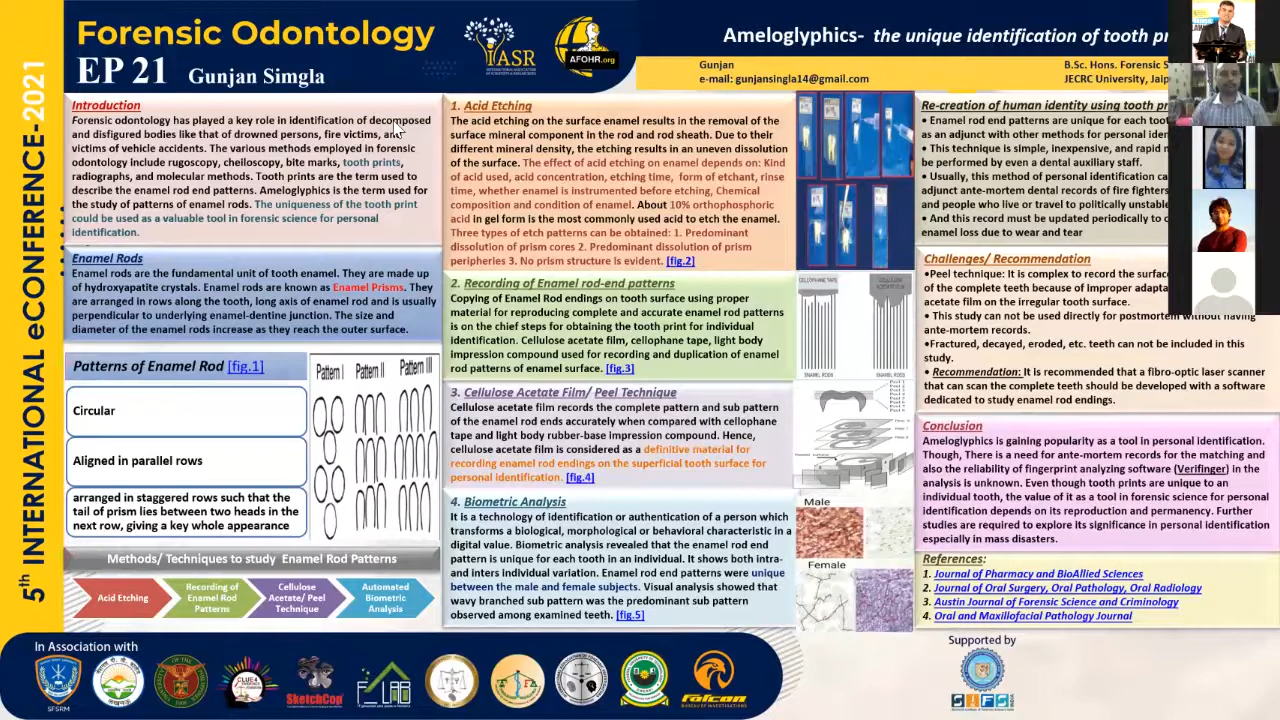 Forensic Odontology
EP 21 Gunjan Singla
IASR
AFOHR.org
Ameloglyphics- the unique identification of tooth
Gunjan
e-mail: gunjansingla14@gmail.com
B.Sc. Hons. Forensic
JECRC University,
5th INTERNATIONAL eCONFERENCE-2021
Introduction
Forensic odontology has played a key role in identification of decomposed
and disfigured bodies like that of drowned persons, fire victims, and
victims of vehicle accidents. The various methods employed in forensic
odontology include rugoscopy, cheiloscopy, bite marks, tooth prints,
radiographs, and molecular methods. Tooth prints are the term used to
describe the enamel rod end patterns. Ameloglyphics is the term used for
the study of patterns of enamel rods. The uniqueness of the tooth print
could be used as a valuable tool in forensic science for personal
identification.
Enamel Rods
Enamel rods are the fundamental unit of tooth enamel. They are made up
of hydroxyapatite crystals. Enamel rods are known as Enamel Prisms. They
are arranged in rows along the tooth, long axis of enamel rod and is usually
perpendicular to underlying enamel-dentine junction. The size and
diameter of the enamel rods increase as they reach the outer surface.
Patterns of Enamel Rod [fig.1]
Circular
Aligned in parallel rows
arranged in staggered rows such that the
tail of prism lies between two heads in the
next row, giving a key whole appearance
Pattern I Pattern II Pattern III
Methods/ Techniques to study Enamel Rod Patterns
Acid Etching
Recording of
Enamel Rod
Patterns
Cellulose
Acetate/ Peel
Technique
Automated
Biometric
Analysis
1. Acid Etching
The acid etching on the surface enamel results in the removal of the
surface mineral component in the rod and rod sheath. Due to their
different mineral density, the etching results in an uneven dissolution
of the surface. The effect of acid etching on enamel depends on: Kind
of acid used, acid concentration, etching time, form of etchant, rinse
time, whether enamel is instrumented before etching, Chemical
composition and condition of enamel. About 10% orthophosphoric
acid in gel form is the most commonly used acid to etch the enamel.
Three types of etch patterns can be obtained: 1. Predominant
dissolution of prism cores 2. Predominant dissolution of prism
peripheries 3. No prism structure is evident. [fig.2]
2. Recording of Enamel rod-end patterns
Copying of Enamel Rod endings on tooth surface using proper
material for reproducing complete and accurate enamel rod patterns
is on the chief steps for obtaining the tooth print for individual
identification. Cellulose acetate film, cellophane tape, light body
impression compound used for recording and duplication of enamel
rod patterns of enamel surface. [fig.3]
3. Cellulose Acetate Film/ Peel Technique
Cellulose acetate film records the complete pattern and sub pattern
of the enamel rod ends accurately when compared with cellophane
tape and light body rubber-base impression compound. Hence,
cellulose acetate film is considered as a definitive material for
recording enamel rod endings on the superficial tooth surface for
personal identification. [fig.4]
4. Biometric Analysis
It is a technology of identification or authentication of a person which
transforms a biological, morphological or behavioral characteristic in a
digital value. Biometric analysis revealed that the enamel rod end
pattern is unique for each tooth in an individual. It shows both intra-
and inters individual variation. Enamel rod end patterns were unique
between the male and female subjects. Visual analysis showed that
wavy branched sub pattern was the predominant sub pattern
observed among examined teeth. [fig.5]
CELLOPHANE TAPE
ENAMEL RODS
ENAMEL RODS
Male
Female
Re-creation of human identity using tooth
• Enamel rod end patterns are unique for each
as an adjunct with other methods for personal
• This technique is simple, inexpensive, and rapid
be performed by even a dental auxiliary staff.
• Usually, this method of personal identification
adjunct ante-mortem dental records of fire fighters
and people who live or travel to politically
• And this record must be updated periodically to
enamel loss due to wear and tear
Challenges/ Recommendation
•Peel technique: It is complex to record the
of the complete teeth because of Improper
acetate film on the irregular tooth surface.
• This study can not be used directly for postmortem without having
ante-mortem records.
•Fractured, decayed, eroded, etc. teeth can not be included in this
study.
• Recommendation: It is recommended that a fibro-optic laser scanner
that can scan the complete teeth should be developed with a software
dedicated to study enamel rod endings.
Conclusion
Ameloglyphics is gaining popularity as a tool in personal identification.
Though, There is a need for ante-mortem records for the matching and
also the reliability of fingerprint analyzing software (Verifinger) in the
analysis is unknown. Even though tooth prints are unique to an
individual tooth, the value of it as a tool in forensic science for personal
identification depends on its reproduction and permanency. Further
studies are required to explore its significance in personal identification
especially in mass disasters.
References:
1. Journal of Pharmacy and BioAllied Sciences
2. Journal of Oral Surgery, Oral Pathology, Oral Radiology
3. Austin Journal of Forensic Science and Criminology
4. Oral and Maxillofacial Pathology Journal
In Association with
SFSRM
CLUE4
SketchCop
F LAB
Falcon
BUREAU OF INVESTIGATIONS
Supported by
SIFS